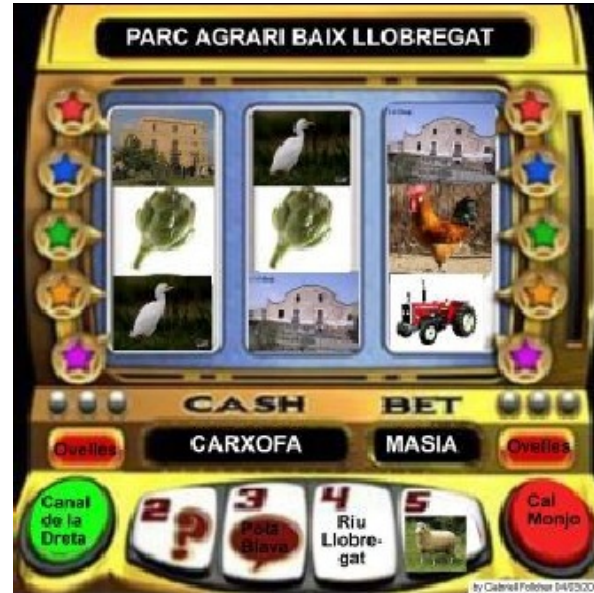 PARC AGRARI BAIX LLOBREGAT
CASH BET
CARXOFA MASIA
Ovelles Ovelles
Canal
de la
Dreta
2 ?
3
Pota
Blava
4
Riu
Llobre-
gat
5
Cal
Monjo